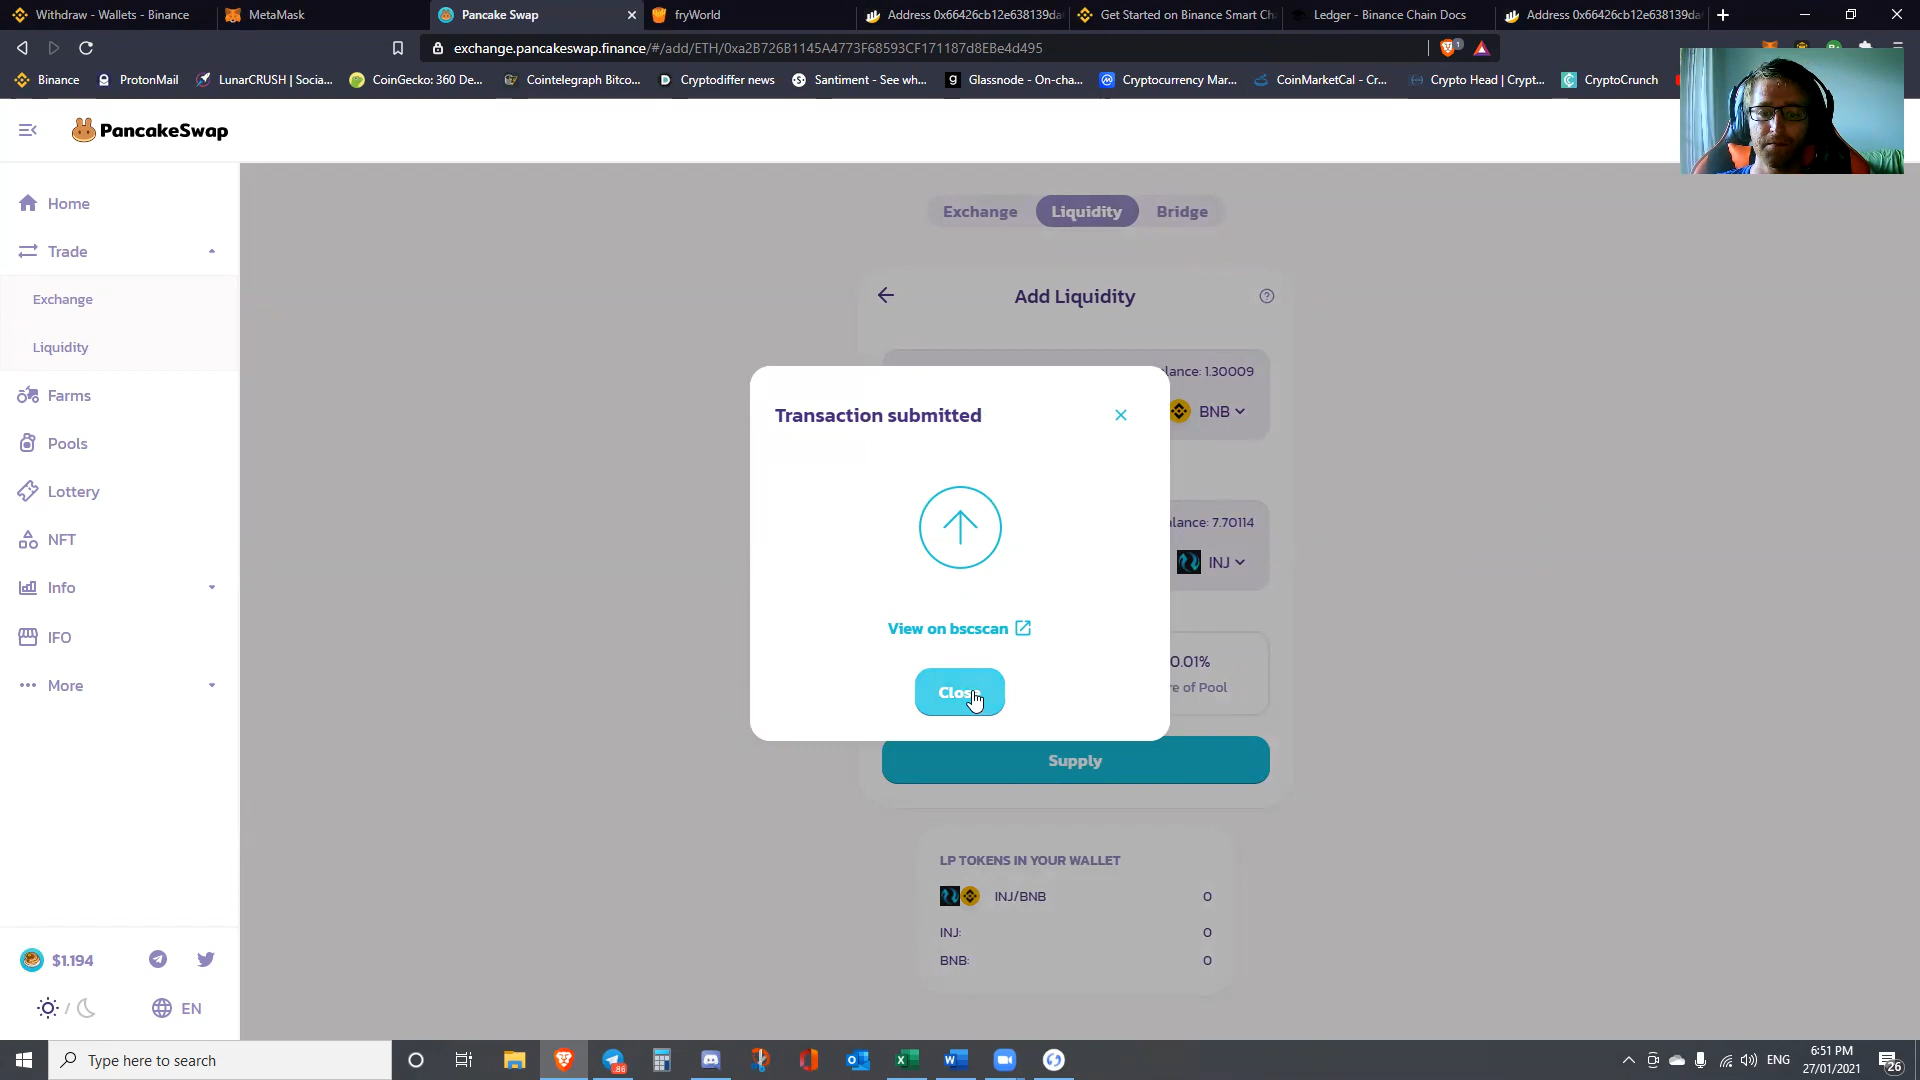 Withdraw - Wallets - Binance
MetaMask
Pancake Swap
fryWorld
Address 0x66426cb12e638139da
Get Started on Binance Smart Ch
Ledger - Binance Chain Docs
Address 0x66426cb12e638139da
exchange.pancakeswap.finance/#/add/ETH/0xa2B726B1145A4773F68593CF171187d8EBe4d495
Binance
ProtonMail
LunarCRUSH | Socia...
CoinGecko: 360 De...
Cointelegraph Bitco...
Cryptodiffer news
Santiment - See wh...
Glassnode - On-cha...
Cryptocurrency Mar...
CoinMarketCal - Cr...
Crypto Head | Crypt...
CryptoCrunch
PancakeSwap
Home
Trade
Exchange
Liquidity
Farms
Pools
Lottery
NFT
Info
IFO
More
$1.194
EN
Exchange
Liquidity
Bridge
Add Liquidity
lance: 1.30009
BNB
alance: 7.70114
INJ
0.01%
re of Pool
Supply
Transaction submitted
View on bscscan
Close
LP TOKENS IN YOUR WALLET
INJ/BNB 0
INJ: 0
BNB: 0
Type here to search
86
ENG
6:51 PM
27/01/2021
26